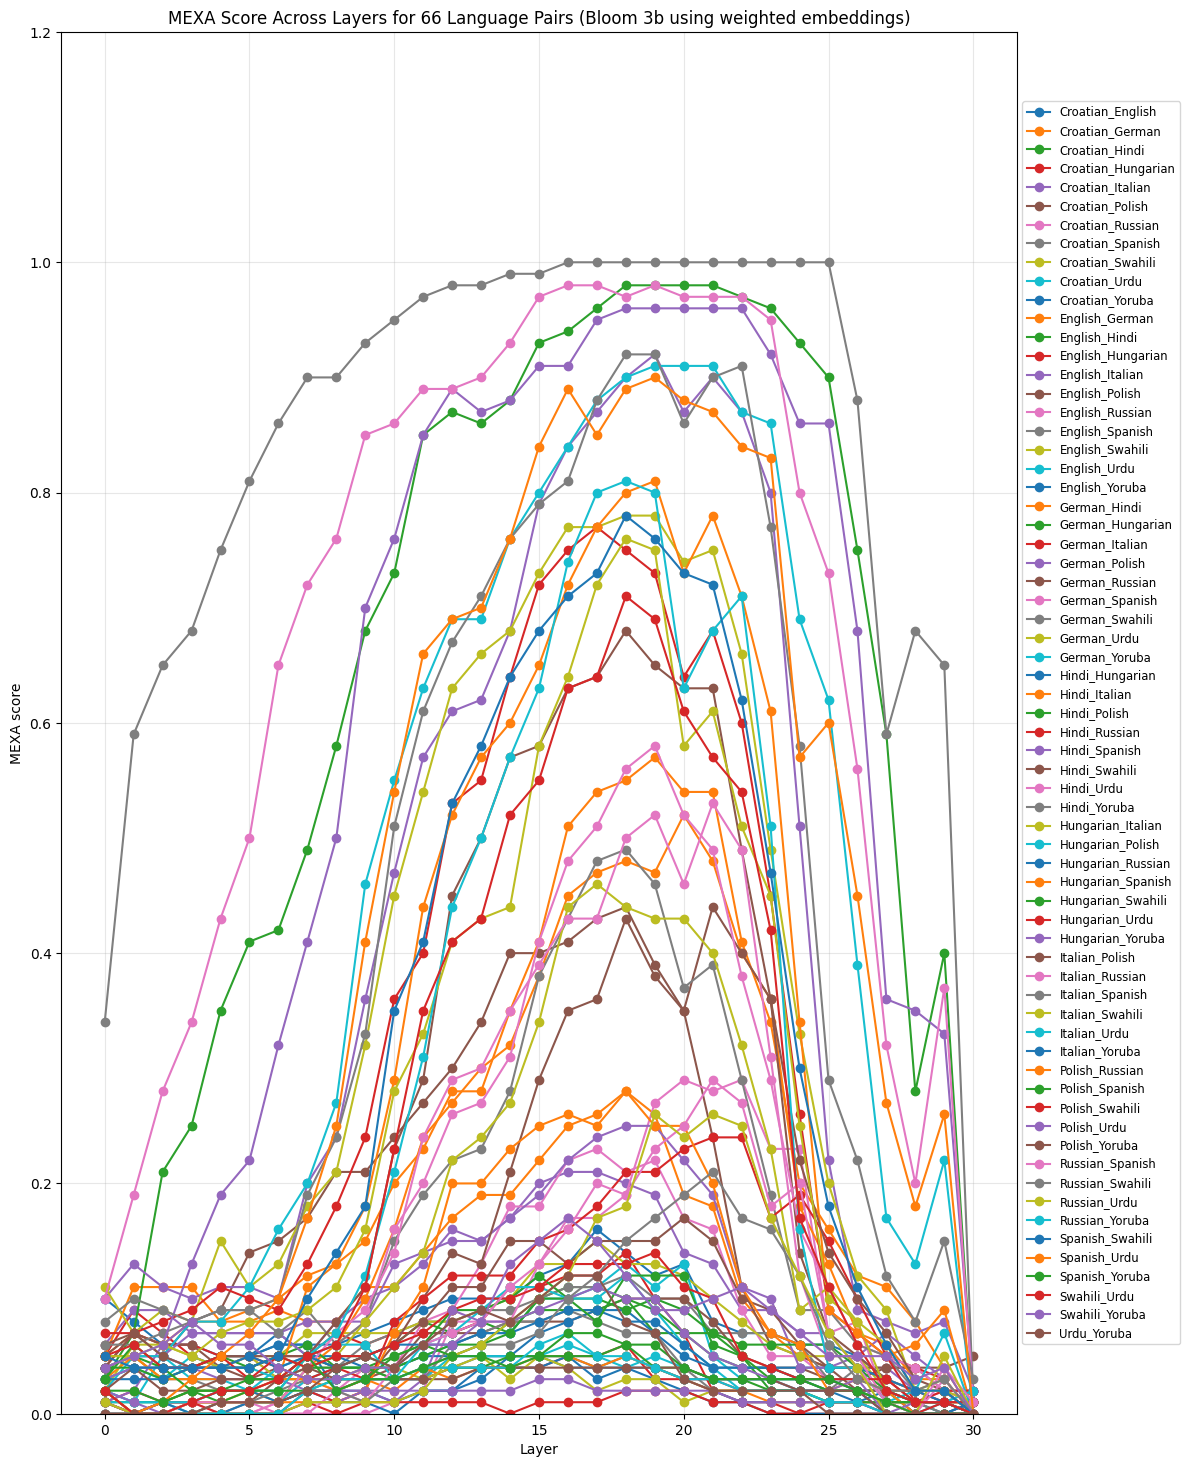 MEXA Score Across Layers for 66 Language Pairs (Bloom 3b using weighted embeddings)
1.2
1.0
0.8
0.6
0.4
0.2
0.0
MEXA score
0
5
10
15
20
25
30
Layer
Croatian_English
Croatian_German
Croatian_Hindi
Croatian_Hungarian
Croatian_Italian
Croatian_Polish
Croatian_Russian
Croatian_Spanish
Croatian_Swahili
Croatian_Urdu
Croatian_Yoruba
English_German
English_Hindi
English_Hungarian
English_Italian
English_Polish
English_Russian
English_Spanish
English_Swahili
English_Urdu
English_Yoruba
German_Hindi
German_Hungarian
German_Italian
German_Polish
German_Russian
German_Spanish
German_Swahili
German_Urdu
German_Yoruba
Hindi_Hungarian
Hindi_Italian
Hindi_Polish
Hindi_Russian
Hindi_Spanish
Hindi_Swahili
Hindi_Urdu
Hindi_Yoruba
Hungarian_Italian
Hungarian_Polish
Hungarian_Russian
Hungarian_Spanish
Hungarian_Swahili
Hungarian_Urdu
Hungarian_Yoruba
Italian_Polish
Italian_Russian
Italian_Spanish
Italian_Swahili
Italian_Urdu
Italian_Yoruba
Polish_Russian
Polish_Spanish
Polish_Swahili
Polish_Urdu
Polish_Yoruba
Russian_Spanish
Russian_Swahili
Russian_Urdu
Russian_Yoruba
Spanish_Swahili
Spanish_Urdu
Spanish_Yoruba
Swahili_Urdu
Swahili_Yoruba
Urdu_Yoruba